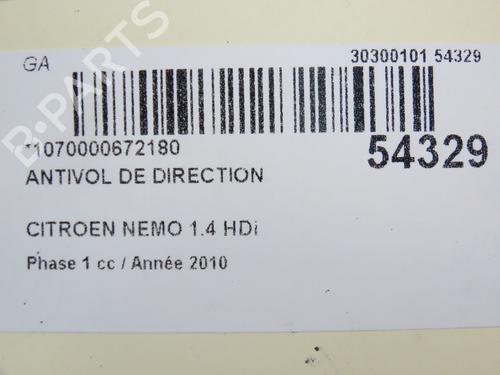 GA
30300101 54329
*1070000672180
54329
ANTIVOL DE DIRECTION
CITROEN NEMO 1.4 HDi
Phase 1 cc / Année 2010
B-PARTS